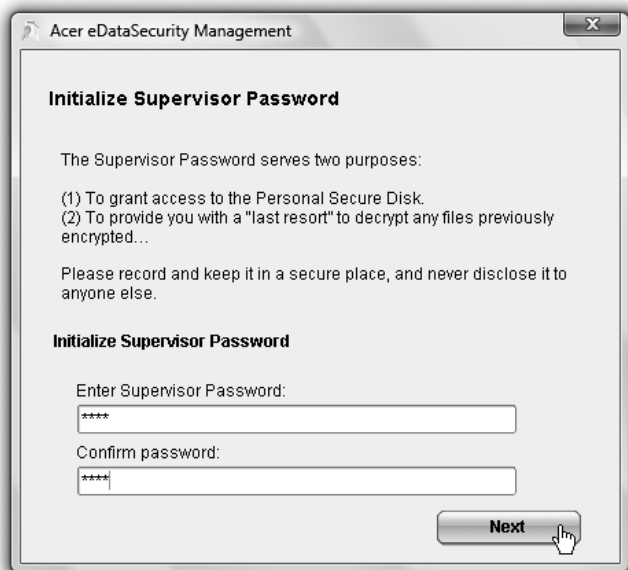 Acer eDataSecurity Management
X
Initialize Supervisor Password
The Supervisor Password serves two purposes:
(1) To grant access to the Personal Secure Disk.
(2) To provide you with a "last resort" to decrypt any files previously
encrypted...
Please record and keep it in a secure place, and never disclose it to
anyone else.
Initialize Supervisor Password
Enter Supervisor Password:
****
Confirm password:
****
Next